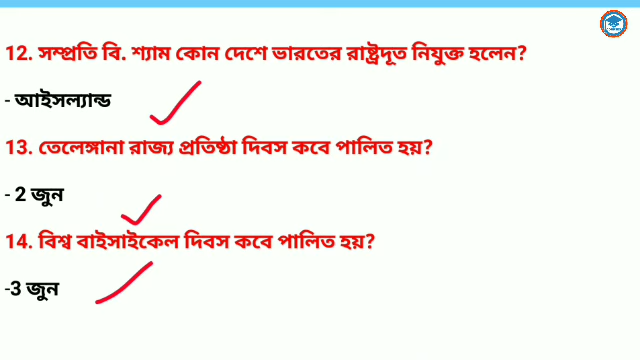 12. সম্প্রতি বি. শ্যাম কোন দেশে ভারতের রাষ্ট্রদূত নিযুক্ত হলেন?
- আইসল্যান্ড
13. তেলেঙ্গানা রাজ্য প্রতিষ্ঠা দিবস কবে পালিত হয়?
- 2 জুন
14. বিশ্ব বাইসাইকেল দিবস কবে পালিত হয়?
-3 জুন